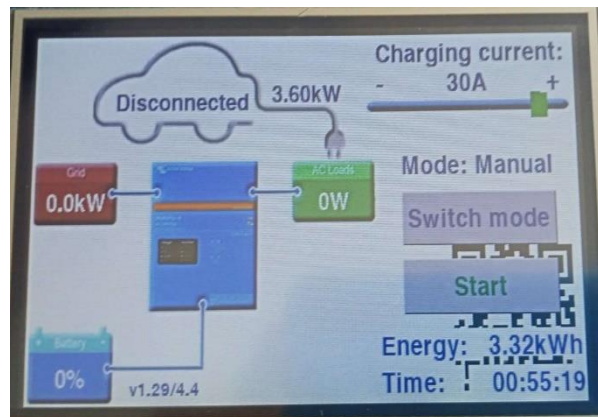 Charging current:
- 30A +
Disconnected
3.60kW
Grid
0.0kW
AC Loads
0W
Mode: Manual
Switch mode
Start
Battery
0%
v1.29/4.4
Energy: 3.32kWh
Time: 00:55:19